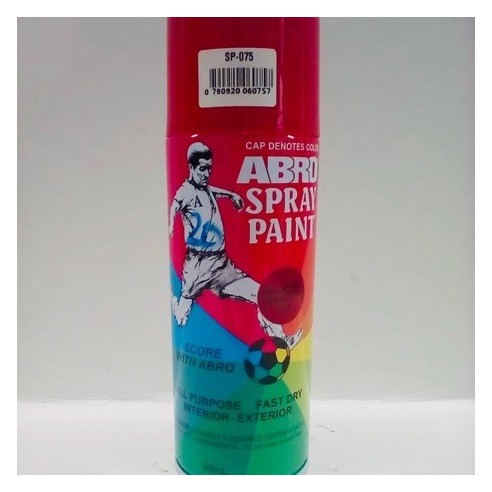 SP-075
0 780920 060757
CAP DENOTES COLOR
ABRO
SPRAY
PAINT
A
26
SCORE
WITH ABRO
ALL PURPOSE FAST DRY
INTERIOR - EXTERIOR